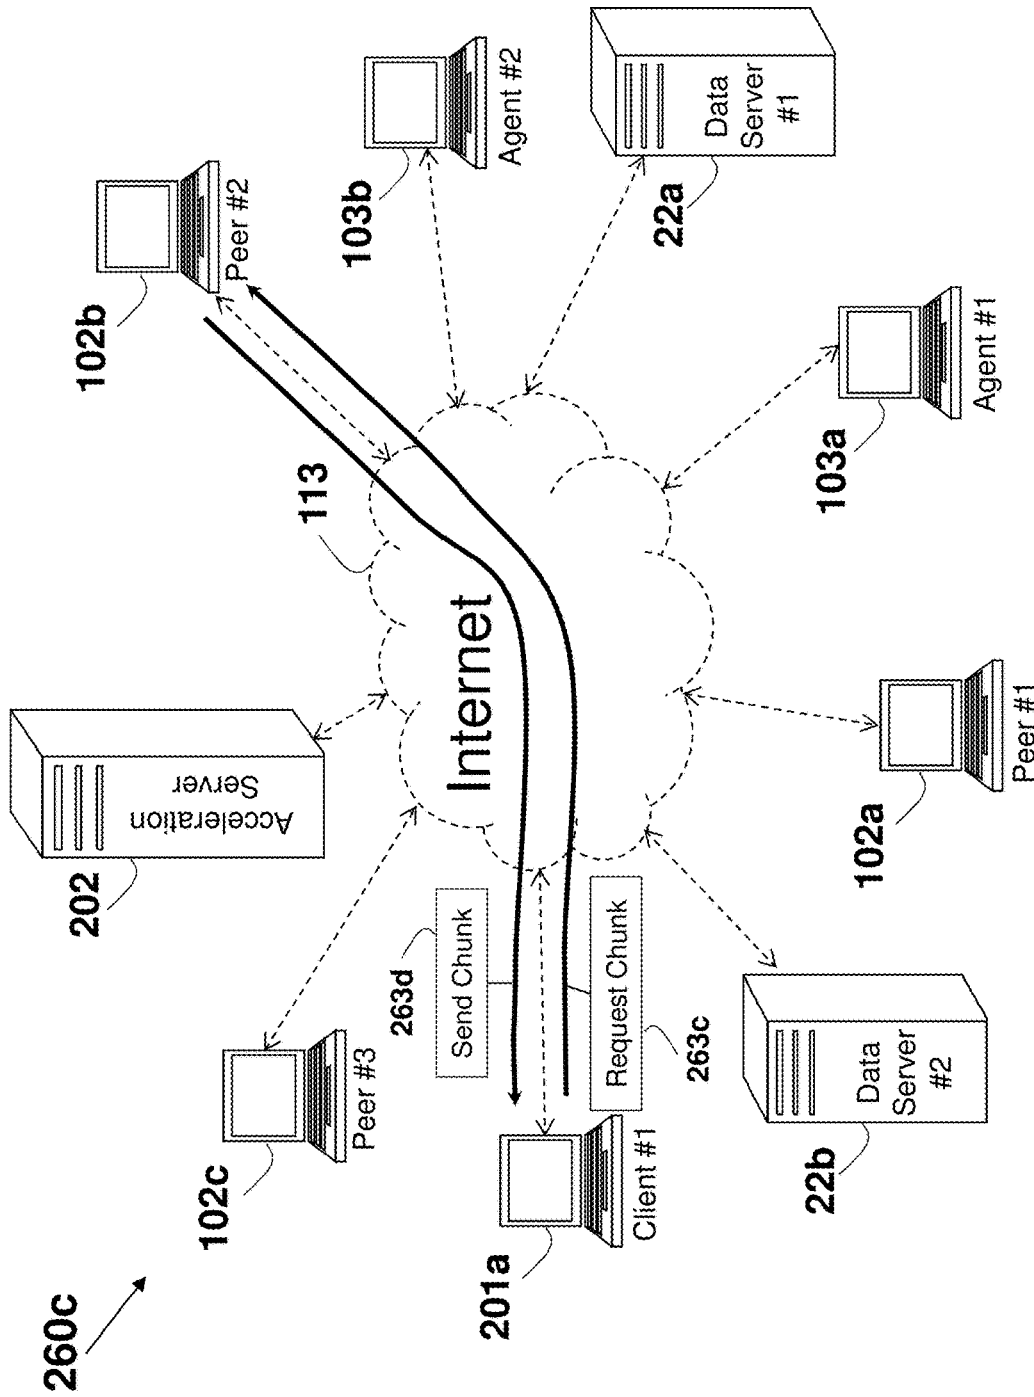 260c
102c
Peer #3
202
Acceleration
Server
102b
Peer #2
113
Internet
103b
Agent #2
22a
Data
Server
#1
103a
Agent #1
102a
Peer #1
22b
Data
Server
#2
201a
Client #1
263d
Send Chunk
Request Chunk
263c